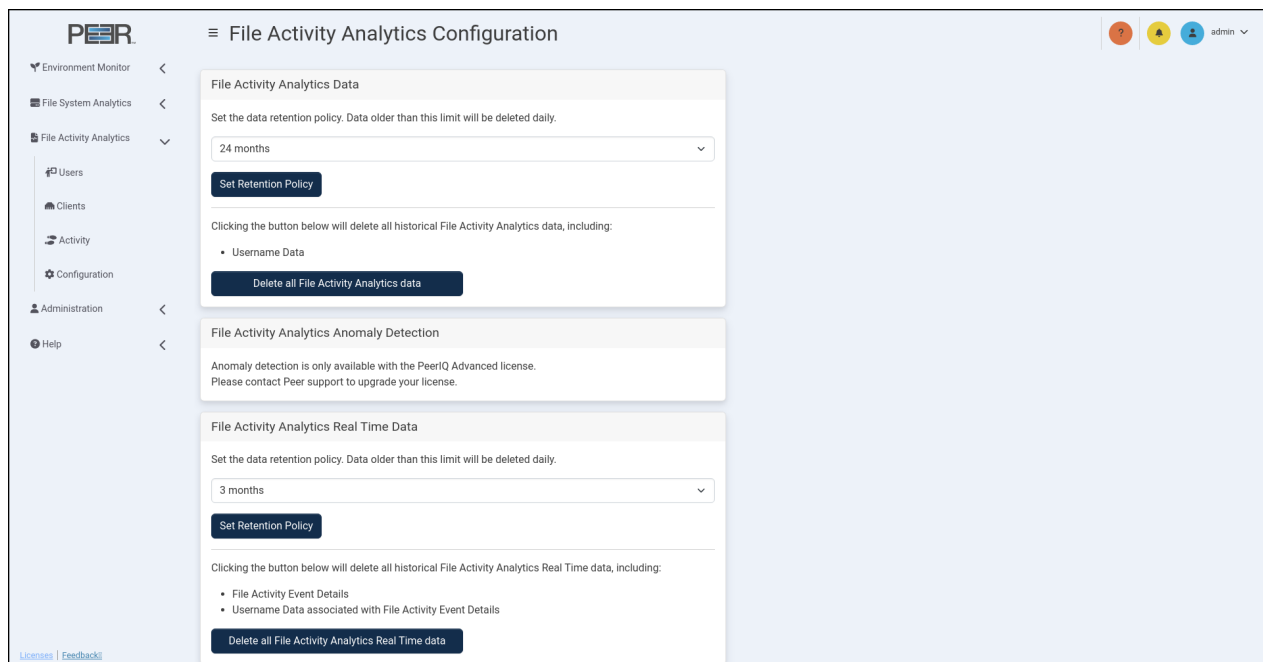 PEER
File Activity Analytics Configuration
?
admin
Environment Monitor
File System Analytics
File Activity Analytics
Users
Clients
Activity
Configuration
Administration
Help
Licenses | Feedback
File Activity Analytics Data
Set the data retention policy. Data older than this limit will be deleted daily.
24 months
Set Retention Policy
Clicking the button below will delete all historical File Activity Analytics data, including:
• Username Data
Delete all File Activity Analytics data
File Activity Analytics Anomaly Detection
Anomaly detection is only available with the PeerIQ Advanced license.
Please contact Peer support to upgrade your license.
File Activity Analytics Real Time Data
Set the data retention policy. Data older than this limit will be deleted daily.
3 months
Set Retention Policy
Clicking the button below will delete all historical File Activity Analytics Real Time data, including:
• File Activity Event Details
• Username Data associated with File Activity Event Details
Delete all File Activity Analytics Real Time data